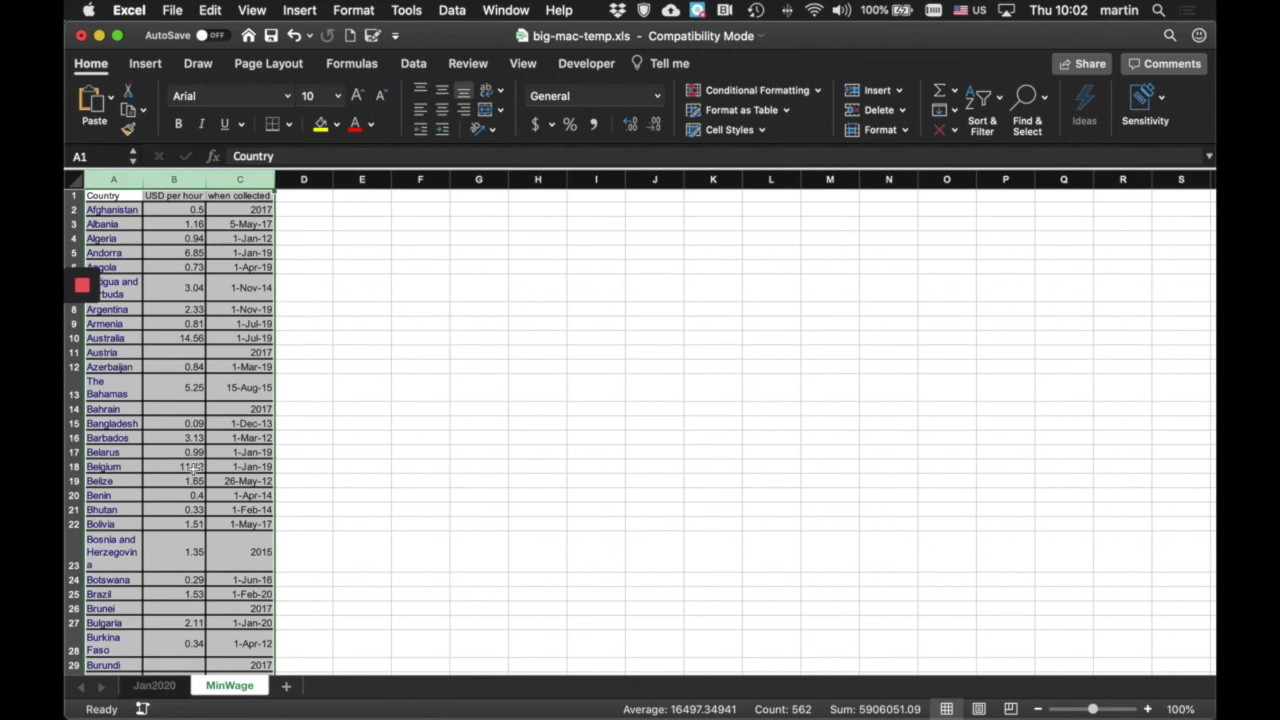 Excel File Edit View Insert Format Tools Data Window Help 100% US Thu 10:02 martin
AutoSave OFF big-mac-temp.xls - Compatibility Mode
Home Insert Draw Page Layout Formulas Data Review View Developer Tell me Share Comments
Paste Arial 10 A A General Conditional Formatting Insert Sort & Filter Find & Select Ideas Sensitivity
B I U A $ % Format as Table Delete
Cell Styles Format
A1 fx Country
A B C D E F G H I J K L M N O P Q R S
1 Country USD per hour when collected
2 Afghanistan 0.5 2017
3 Albania 1.16 5-May-17
4 Algeria 0.94 1-Jan-12
5 Andorra 6.85 1-Jan-19
0.73 1-Apr-19
3.04 1-Nov-14
8 Argentina 2.33 1-Nov-19
9 Armenia 0.81 1-Jul-19
10 Australia 14.56 1-Jul-19
11 Austria 2017
12 Azerbaijan 0.84 1-Mar-19
13 The Bahamas 5.25 15-Aug-15
14 Bahrain 2017
15 Bangladesh 0.09 1-Dec-13
16 Barbados 3.13 1-Mar-12
17 Belarus 0.99 1-Jan-19
18 Belgium 1-Jan-19
19 Belize 1.65 26-May-12
20 Benin 0.4 1-Apr-14
21 Bhutan 0.33 1-Feb-14
22 Bolivia 1.51 1-May-17
23 Bosnia and Herzegovin a 1.35 2015
24 Botswana 0.29 1-Jun-16
25 Brazil 1.53 1-Feb-20
26 Brunei 2017
27 Bulgaria 2.11 1-Jan-20
28 Burkina Faso 0.34 1-Apr-12
29 Burundi 2017
Jan2020 MinWage
Ready Average: 16497.34941 Count: 562 Sum: 5906051.09 100%